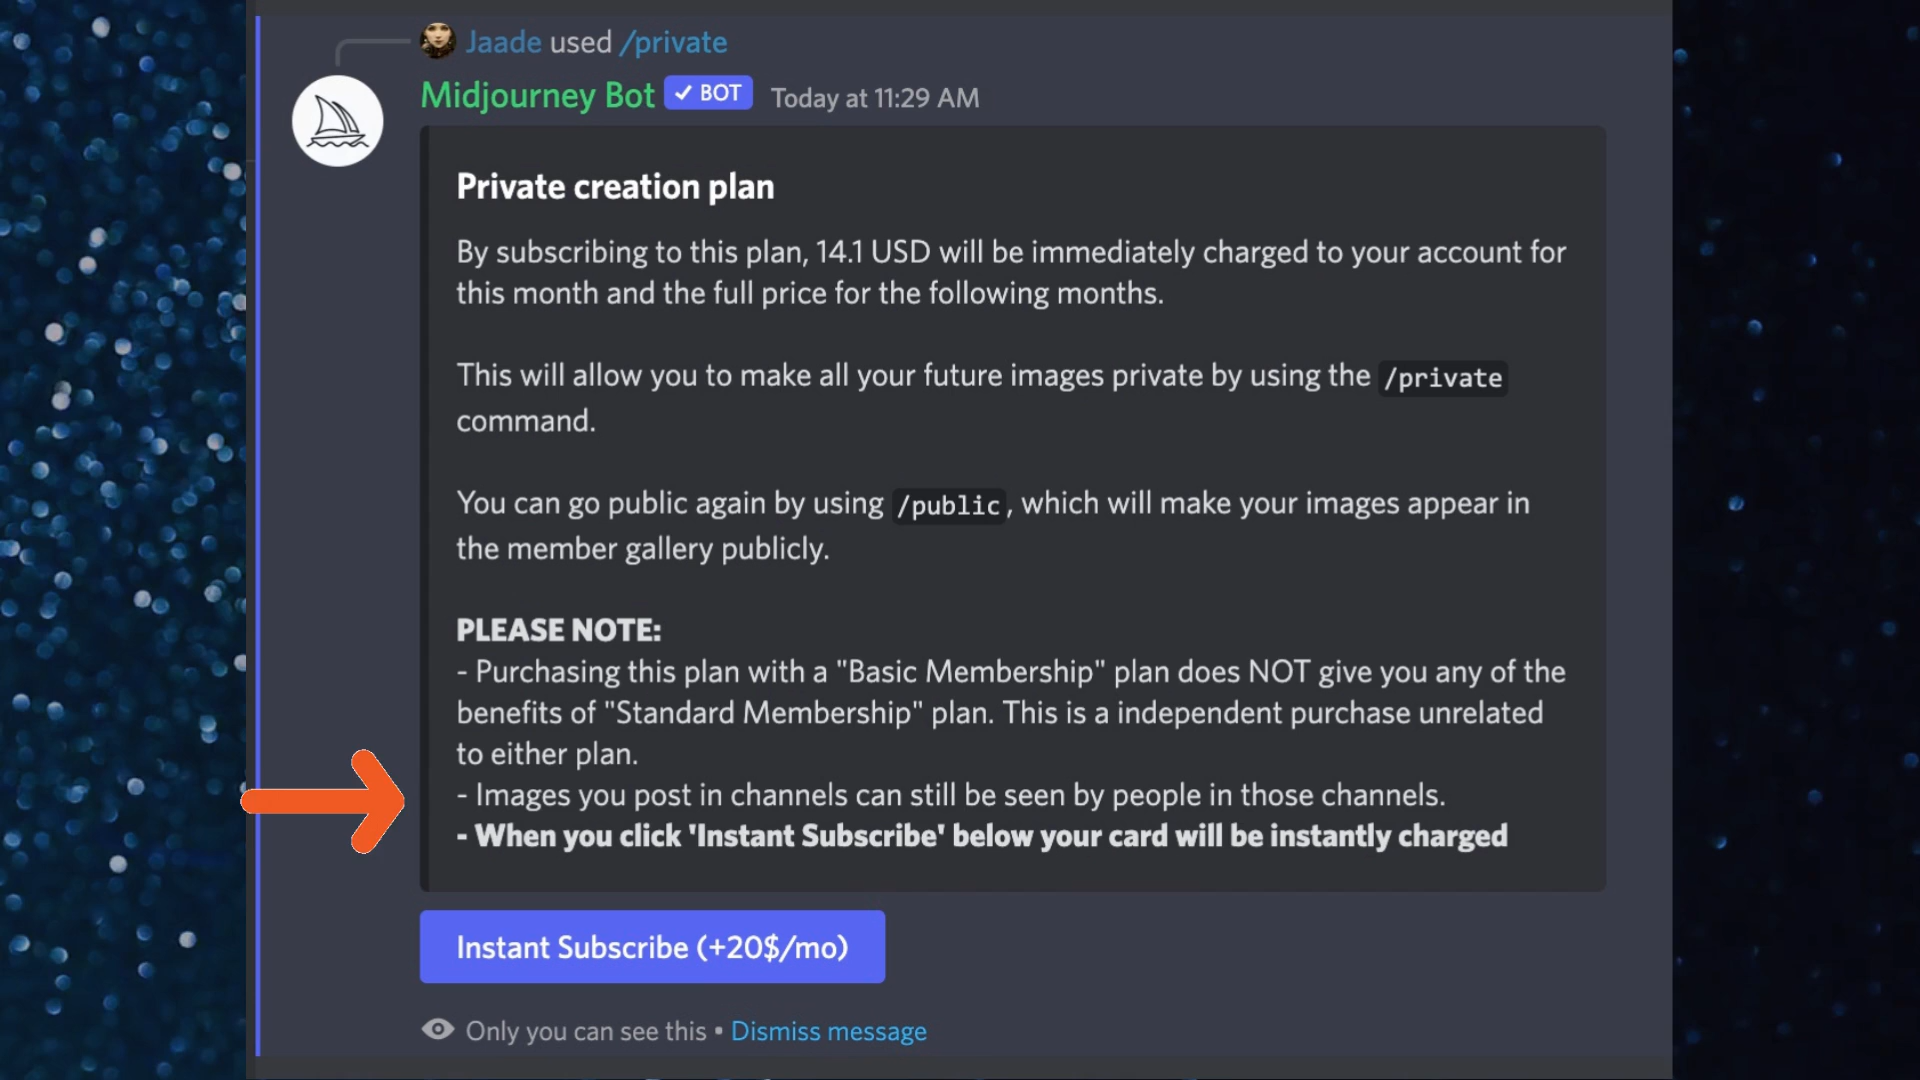 Jaade used /private
Midjourney Bot ✓ BOT Today at 11:29 AM
Private creation plan
By subscribing to this plan, 14.1 USD will be immediately charged to your account for
this month and the full price for the following months.
This will allow you to make all your future images private by using the /private
command.
You can go public again by using /public, which will make your images appear in
the member gallery publicly.
PLEASE NOTE:
- Purchasing this plan with a "Basic Membership" plan does NOT give you any of the
benefits of "Standard Membership" plan. This is a independent purchase unrelated
to either plan.
- Images you post in channels can still be seen by people in those channels.
- When you click 'Instant Subscribe' below your card will be instantly charged
Instant Subscribe (+20$/mo)
Only you can see this • Dismiss message